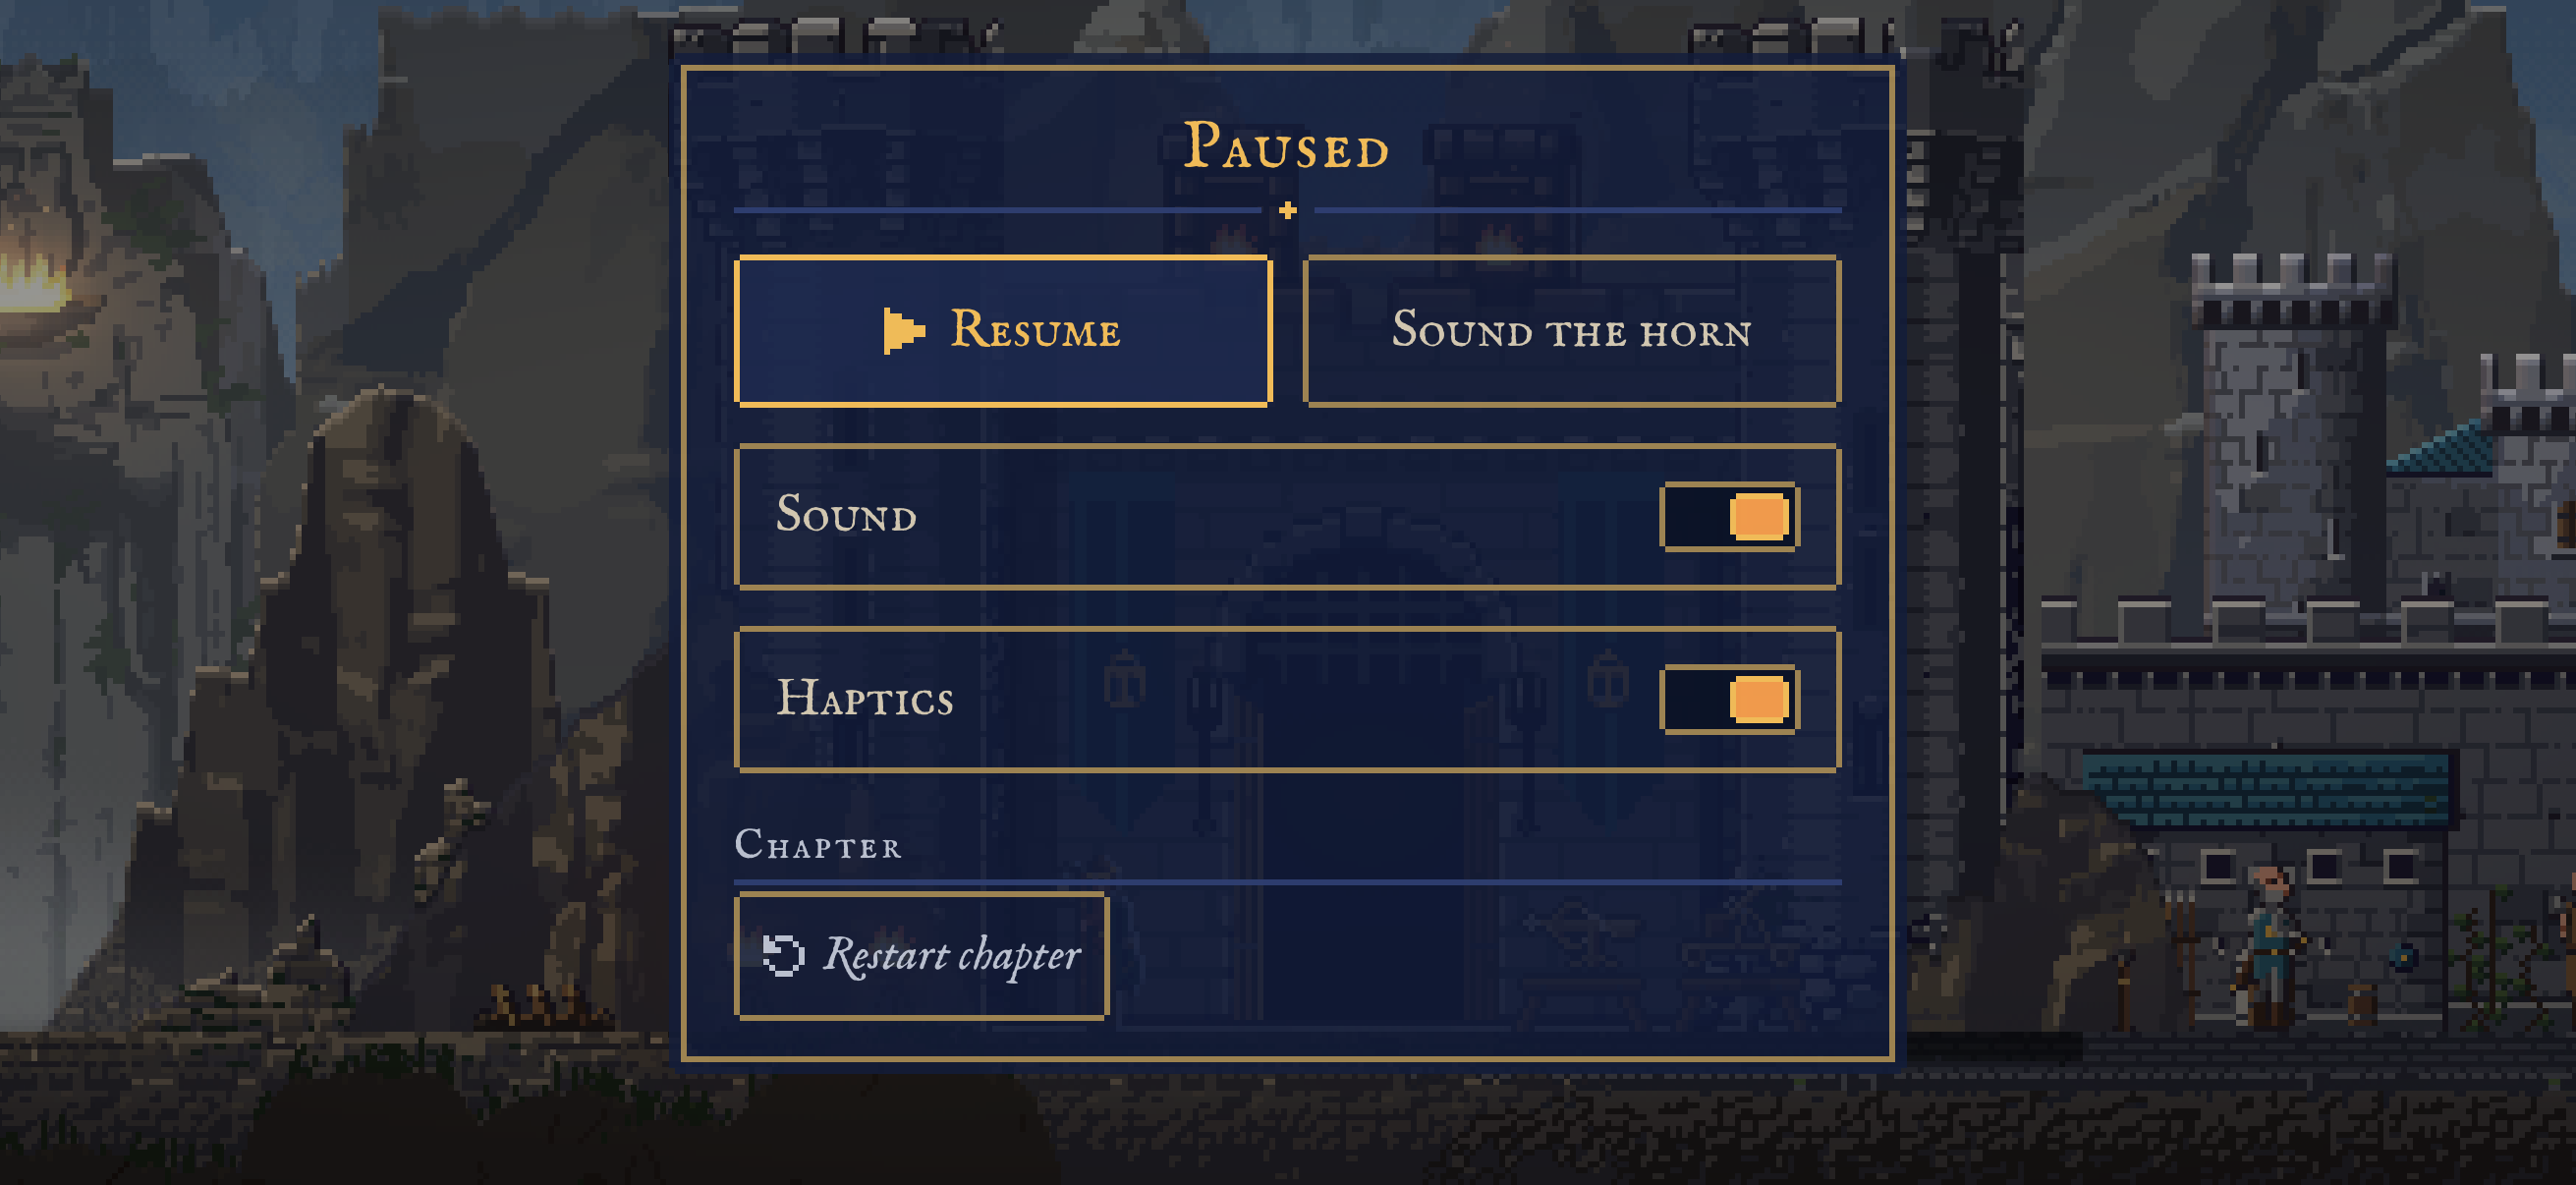 Paused
Resume
Sound the horn
Sound
Haptics
Chapter
Restart chapter